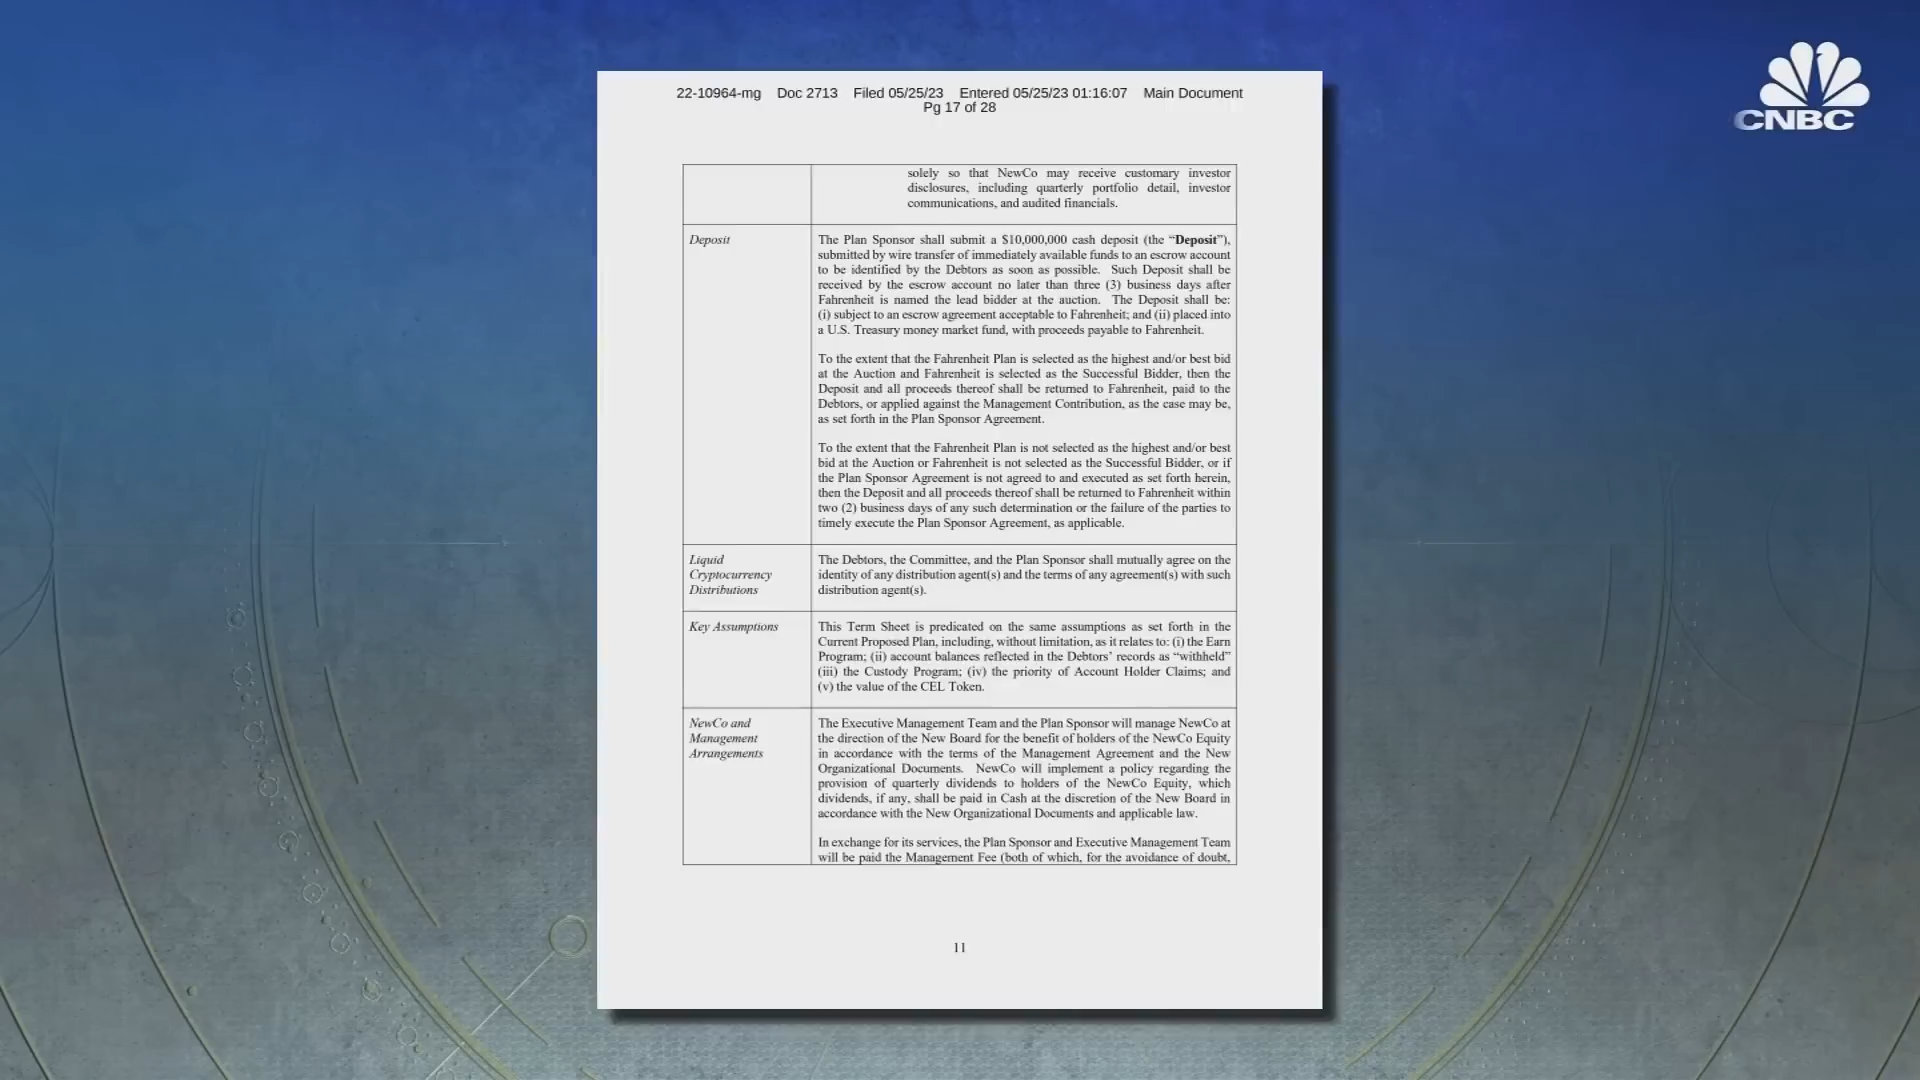 CNBC
22-10964-mg Doc 2713 Filed 05/25/23 Entered 05/25/23 01:16:07 Main Document
Pg 17 of 28
solely so that NewCo may receive customary investor
disclosures, including quarterly portfolio detail, investor
communications, and audited financials.
Deposit
The Plan Sponsor shall submit a $10,000,000 cash deposit (the “Deposit”),
submitted by wire transfer of immediately available funds to an escrow account
to be identified by the Debtors as soon as possible. Such Deposit shall be
received by the escrow account no later than three (3) business days after
Fahrenheit is named the lead bidder at the auction. The Deposit shall be:
(i) subject to an escrow agreement acceptable to Fahrenheit; and (ii) placed into
a U.S. Treasury money market fund, with proceeds payable to Fahrenheit.
To the extent that the Fahrenheit Plan is selected as the highest and/or best bid
at the Auction and Fahrenheit is selected as the Successful Bidder, then the
Deposit and all proceeds thereof shall be returned to Fahrenheit, paid to the
Debtors, or applied against the Management Contribution, as the case may be,
as set forth in the Plan Sponsor Agreement.
To the extent that the Fahrenheit Plan is not selected as the highest and/or best
bid at the Auction or Fahrenheit is not selected as the Successful Bidder, or if
the Plan Sponsor Agreement is not agreed to and executed as set forth herein,
then the Deposit and all proceeds thereof shall be returned to Fahrenheit within
two (2) business days of any such determination or the failure of the parties to
timely execute the Plan Sponsor Agreement, as applicable.
Liquid
Cryptocurrency
Distributions
The Debtors, the Committee, and the Plan Sponsor shall mutually agree on the
identity of any distribution agent(s) and the terms of any agreement(s) with such
distribution agent(s).
Key Assumptions
This Term Sheet is predicated on the same assumptions as set forth in the
Current Proposed Plan, including, without limitation, as it relates to: (i) the Earn
Program; (ii) account balances reflected in the Debtors’ records as “withheld”
(iii) the Custody Program; (iv) the priority of Account Holder Claims; and
(v) the value of the CEL Token.
NewCo and
Management
Arrangements
The Executive Management Team and the Plan Sponsor will manage NewCo at
the direction of the New Board for the benefit of holders of the NewCo Equity
in accordance with the terms of the Management Agreement and the New
Organizational Documents. NewCo will implement a policy regarding the
provision of quarterly dividends to holders of the NewCo Equity, which
dividends, if any, shall be paid in Cash at the discretion of the New Board in
accordance with the New Organizational Documents and applicable law.
In exchange for its services, the Plan Sponsor and Executive Management Team
will be paid the Management Fee (both of which, for the avoidance of doubt,
11